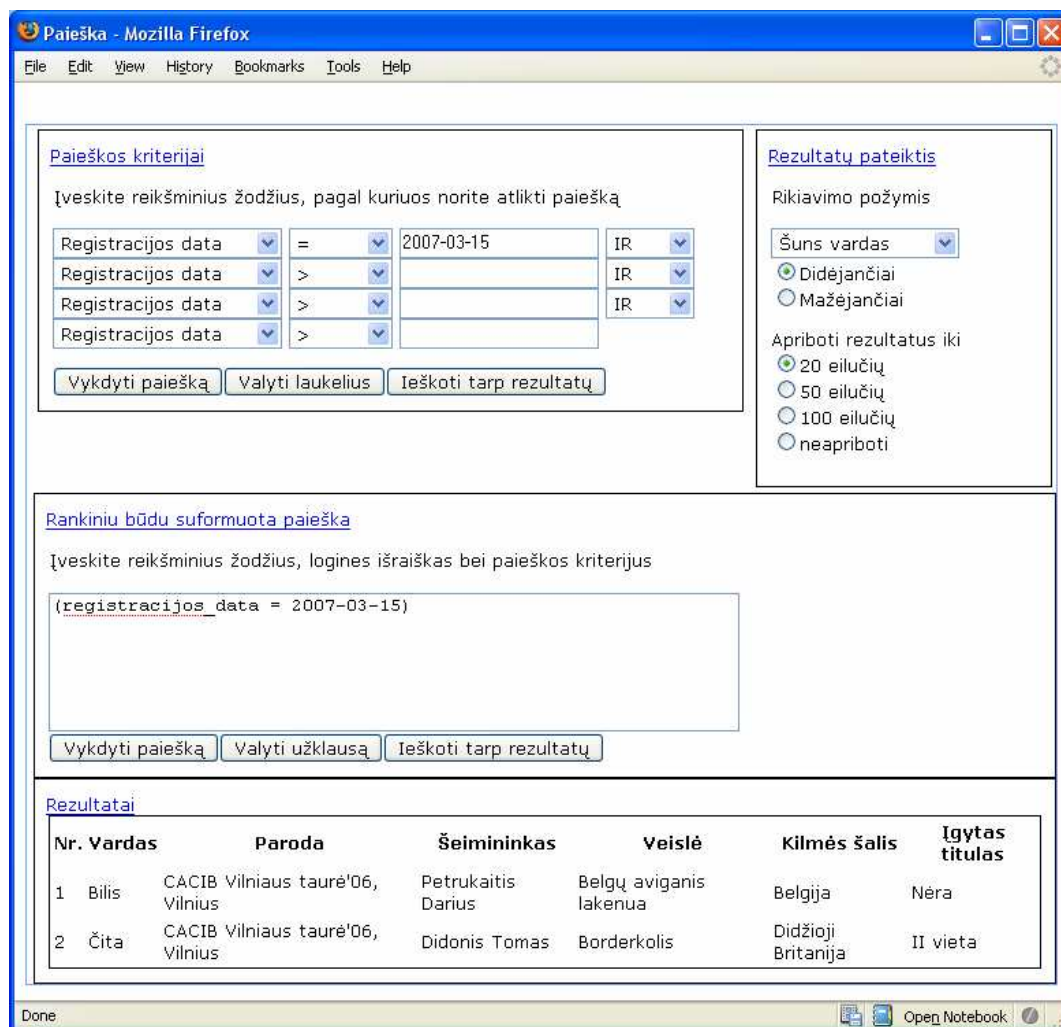 Paieška - Mozilla Firefox
File Edit View History Bookmarks Tools Help
Paieškos kriterijai
Įveskite reikšminius žodžius, pagal kuriuos norite atlikti paiešką
Registracijos data = 2007-03-15 IR
Registracijos data > IR
Registracijos data > IR
Registracijos data >
Vykdyti paiešką Valyti laukelius Ieškoti tarp rezultatų
Rezultatų pateiktis
Rikiavimo požymis
Šuns vardas
Didėjančiai
Mažėjančiai
Apriboti rezultatus iki
20 eilučių
50 eilučių
100 eilučių
neapriboti
Rankiniu būdu suformuota paieška
Įveskite reikšminius žodžius, logines išraiškas bei paieškos kriterijus
(registracijos_data = 2007-03-15)
Vykdyti paiešką Valyti užklausą Ieškoti tarp rezultatų
Rezultatai
Nr. Vardas Paroda Šeimininkas Veislė Kilmės šalis Įgytas
titulas
1 Bilis CACIB Vilniaus taurė'06, Petrukaitis Belgų aviganis Belgija Nėra
Vilnius Darius lakenua
2 Čita CACIB Vilniaus taurė'06, Didonis Tomas Borderkolis Didžioji II vieta
Vilnius Britanija
Done Open Notebook